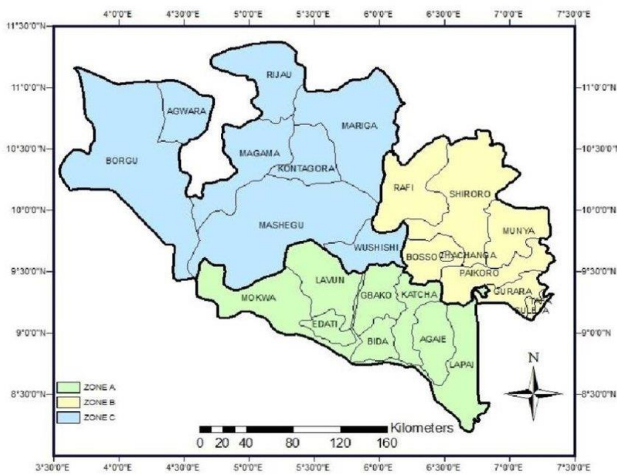 4°0'0"E 4°30'0"E 5°0'0"E 5°30'0"E 6°0'0"E 6°30'0"E 7°0'0"E 7°30'0"E
11°30'0"N
11°0'0"N 11°0'0"N
10°30'0"N 10°30'0"N
10°0'0"N 10°0'0"N
9°30'0"N 9°30'0"N
9°0'0"N 9°0'0"N
8°30'0"N 8°30'0"N
RIJAU
AGWARA
MARIGA
BORGU
MAGAMA
KONTAGORA
RAFI
SHIRORO
MASHEGU
MUNYA
WUSHISHI
BOSSO
CHACHANGA
PAIKORO
LAVUN
GBAKO
KATCHA
GURARA
MOKWA
EDATI
BIDA
AGAIE
LAPAI
ZONE A
ZONE B
ZONE C
N
Kilometers
0 20 40 80 120 160
3°30'0"E 4°0'0"E 4°30'0"E 5°0'0"E 5°30'0"E 6°0'0"E 6°30'0"E 7°0'0"E